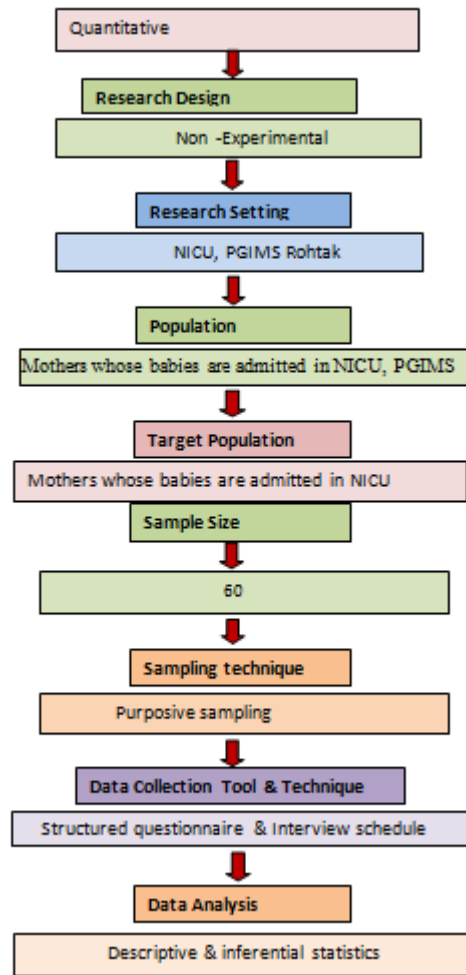 Quantitative
Research Design
Non -Experimental
Research Setting
NICU, PGIMS Rohtak
Population
Mothers whose babies are admitted in NICU, PGIMS
Target Population
Mothers whose babies are admitted in NICU
Sample Size
60
Sampling technique
Purposive sampling
Data Collection Tool & Technique
Structured questionnaire & Interview schedule
Data Analysis
Descriptive & inferential statistics